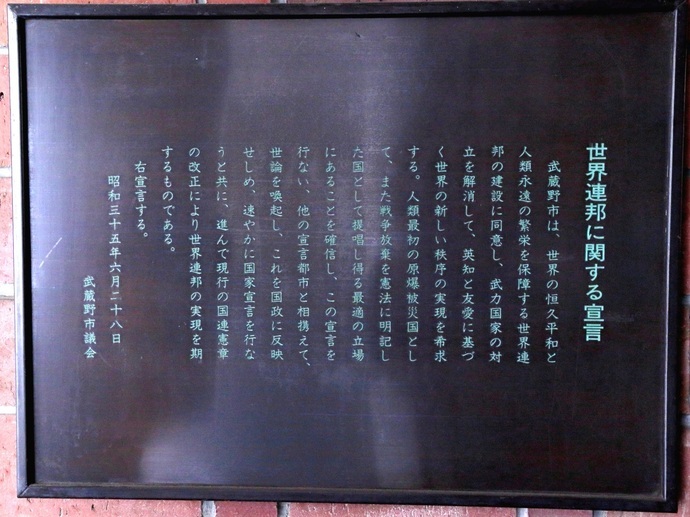 世界連邦に関する宣言
武蔵野市は、世界の恒久平和と
人類永遠の繁栄を保障する世界連
邦の建設に同意し、武力国家の対
立を解消して、英知と友愛に基づ
く世界の新しい秩序の実現を希求
する。人類最初の原爆被災国とし
て、また戦争放棄を憲法に明記し
た国として提唱し得る最適の立場
にあることを確信し、この宣言を
行ない、他の宣言都市と相携えて、
世論を喚起し、これを国政に反映
せしめ、速やかに国家宣言を行な
うと共に、進んで現行の国連憲章
の改正により世界連邦の実現を期
するものである。
右宣言する。
昭和三十五年六月二十八日
武蔵野市議会